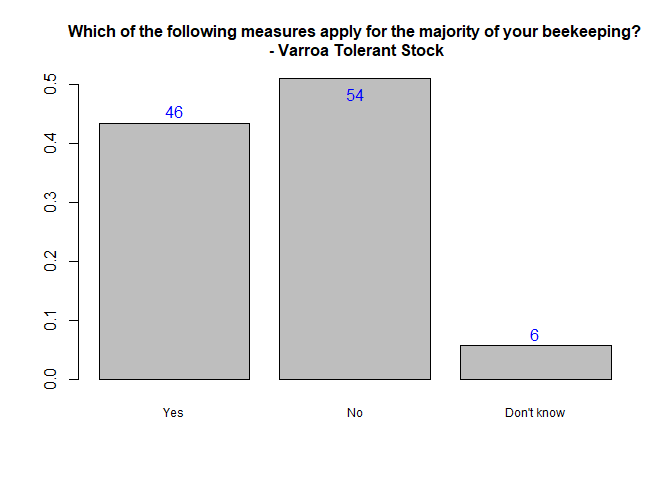 Which of the following measures apply for the majority of your beekeeping?
- Varroa Tolerant Stock
0.5
0.4
0.3
0.2
0.1
0.0
46
54
6
Yes
No
Don't know